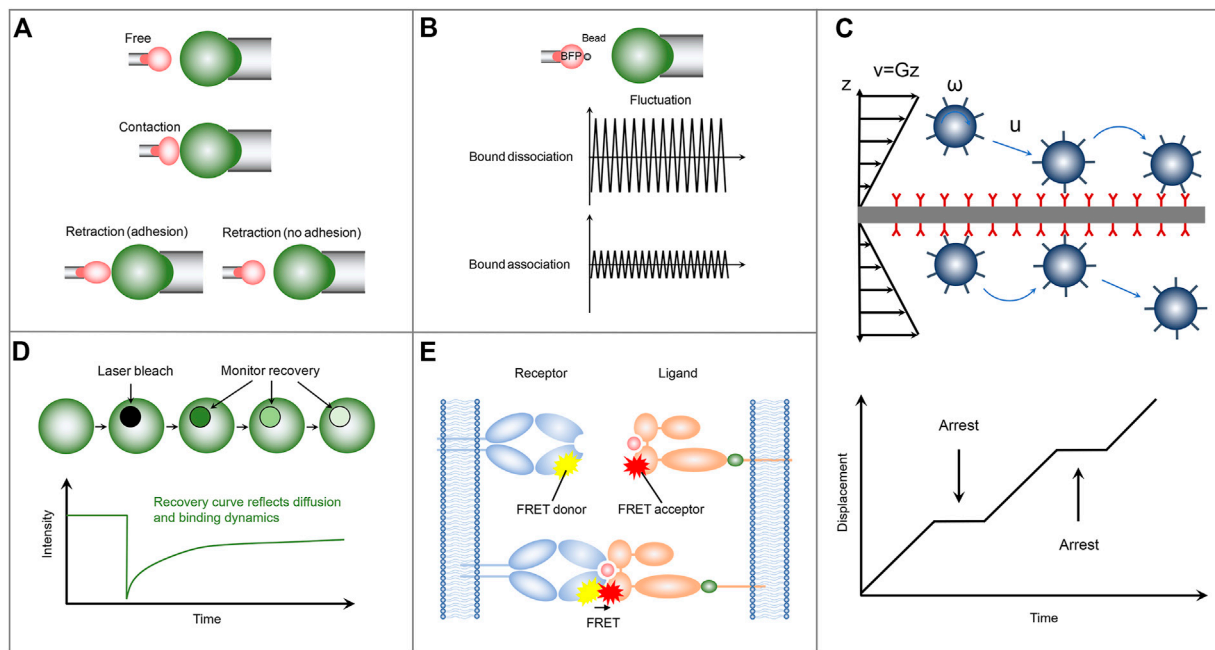 A
Free
Contaction
Retraction (adhesion)
Retraction (no adhesion)
B
Bead
BFP
Fluctuation
Bound dissociation
Bound association
C
v=Gz
z
ω
u
Arrest
Arrest
Displacement
Time
D
Laser bleach
Monitor recovery
Recovery curve reflects diffusion
and binding dynamics
Intensity
Time
E
Receptor
Ligand
FRET donor
FRET acceptor
FRET